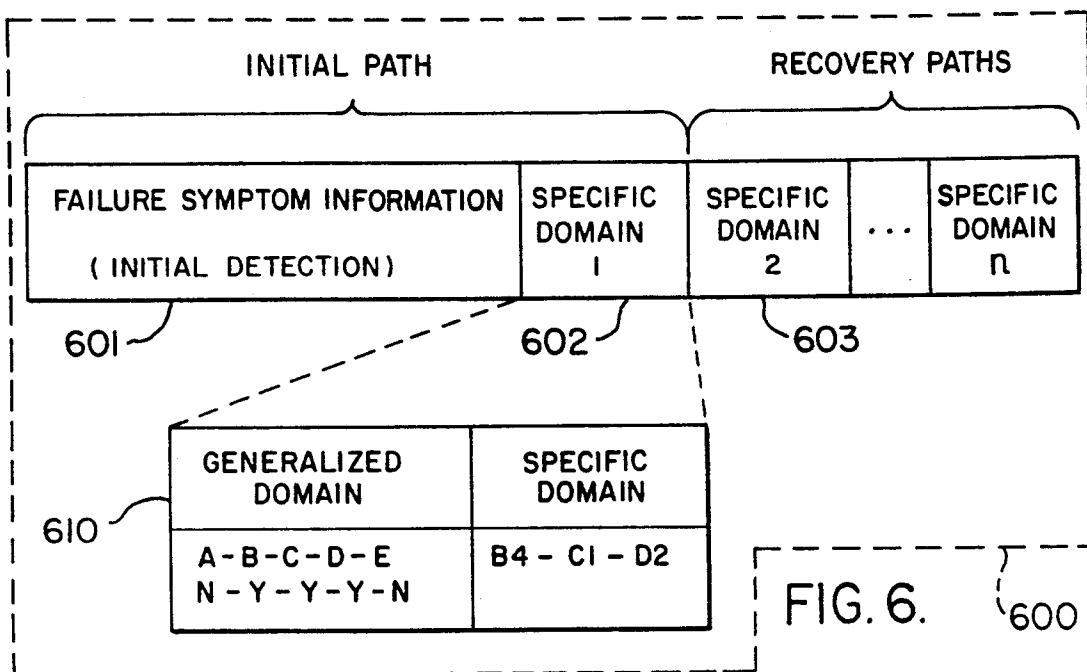 INITIAL PATH
RECOVERY PATHS
FAILURE SYMPTOM INFORMATION
(INITIAL DETECTION)
SPECIFIC
DOMAIN
1
SPECIFIC
DOMAIN
2
...
SPECIFIC
DOMAIN
n
601
602
603
GENERALIZED
DOMAIN
SPECIFIC
DOMAIN
610
A-B-C-D-E
N-Y-Y-Y-N
B4-C1-D2
FIG. 6.
600